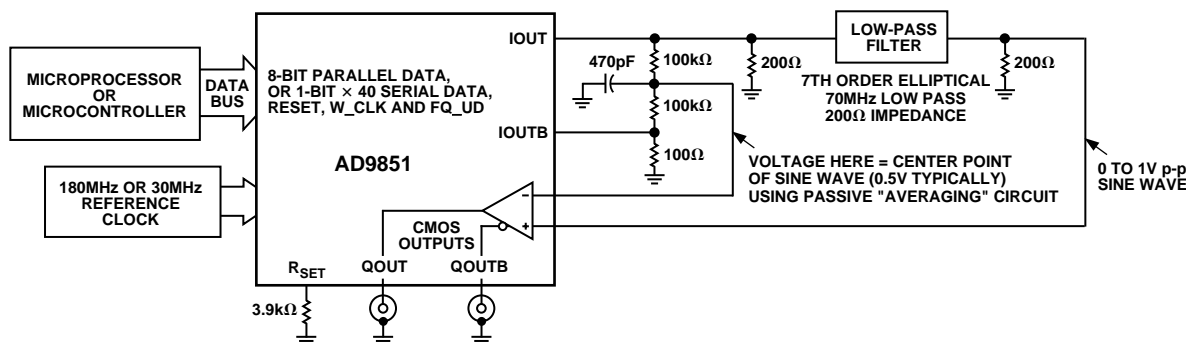 MICROPROCESSOR
OR
MICROCONTROLLER
DATA
BUS
180MHz OR 30MHz
REFERENCE
CLOCK
8-BIT PARALLEL DATA,
OR 1-BIT × 40 SERIAL DATA,
RESET, W_CLK AND FQ_UD
AD9851
IOUT
IOUTB
CMOS
OUTPUTS
–
+
RSET
QOUT
QOUTB
3.9kΩ
470pF
100kΩ
100kΩ
100Ω
200Ω
LOW-PASS
FILTER
7TH ORDER ELLIPTICAL
70MHz LOW PASS
200Ω IMPEDANCE
200Ω
VOLTAGE HERE = CENTER POINT
OF SINE WAVE (0.5V TYPICALLY)
USING PASSIVE "AVERAGING" CIRCUIT
0 TO 1V p-p
SINE WAVE